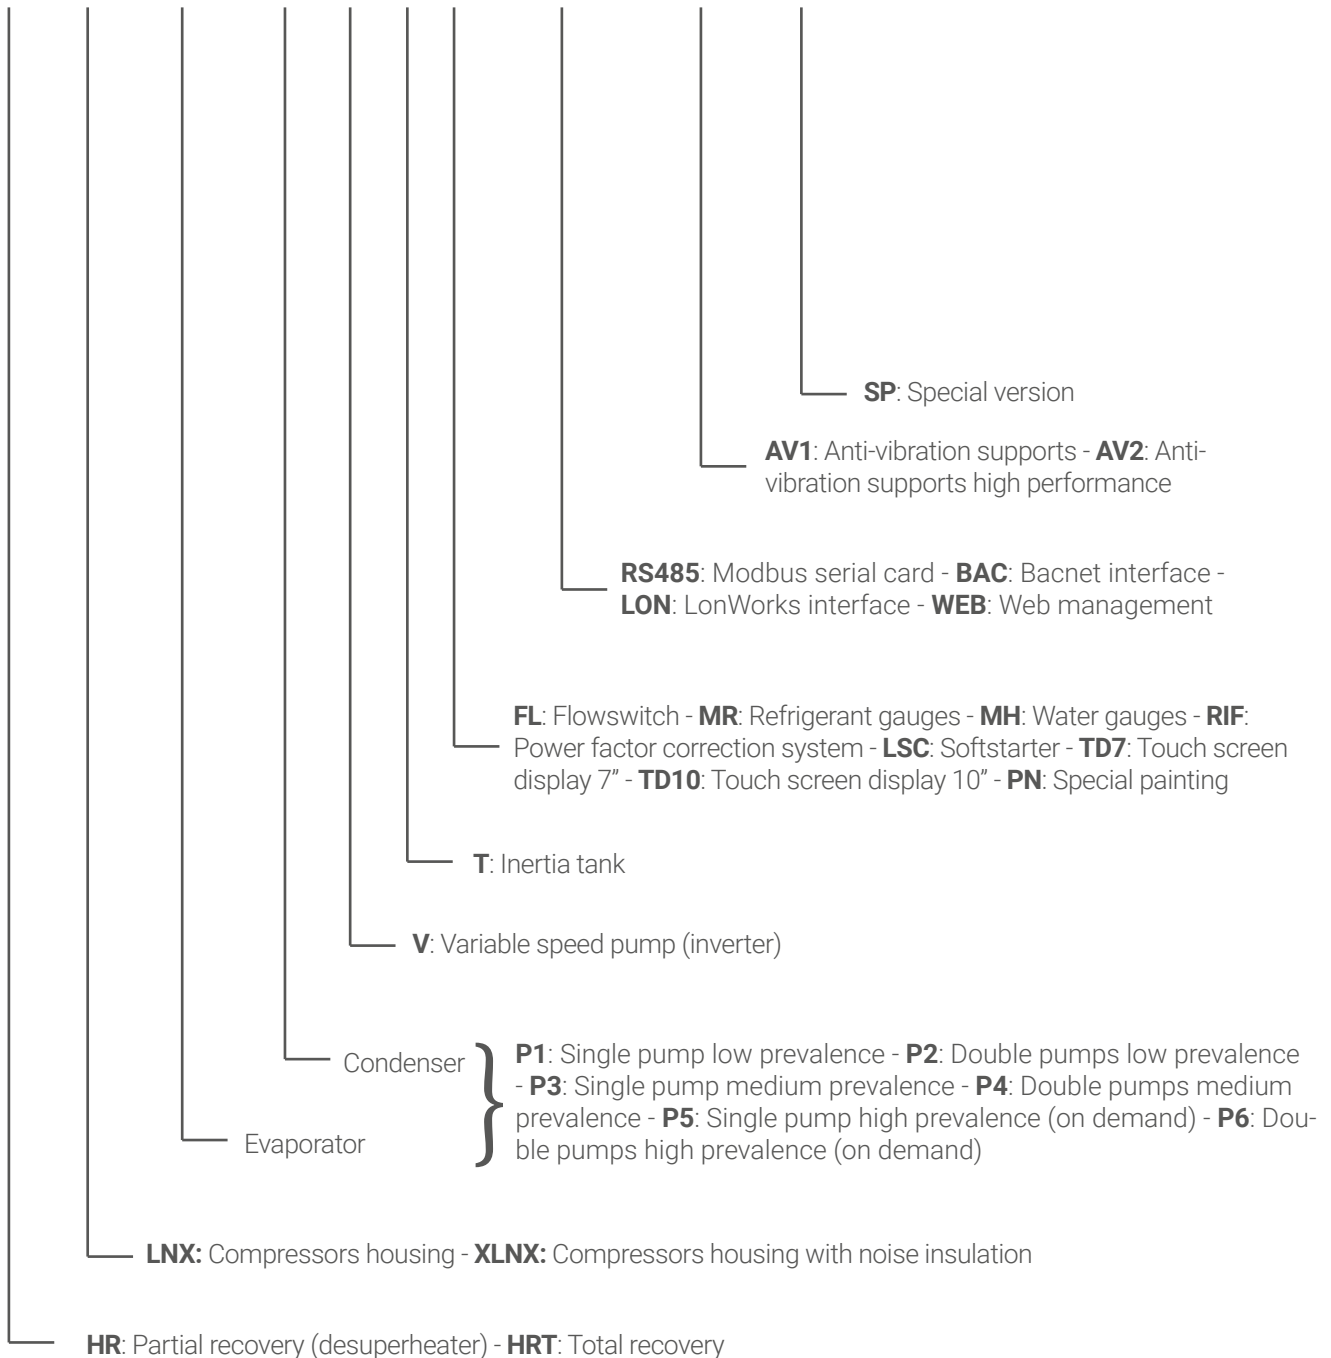 SP: Special version
AV1: Anti-vibration supports - AV2: Anti-
vibration supports high performance
RS485: Modbus serial card - BAC: Bacnet interface -
LON: LonWorks interface - WEB: Web management
FL: Flowswitch - MR: Refrigerant gauges - MH: Water gauges - RIF:
Power factor correction system - LSC: Softstarter - TD7: Touch screen
display 7” - TD10: Touch screen display 10” - PN: Special painting
T: Inertia tank
V: Variable speed pump (inverter)
Condenser
Evaporator
P1: Single pump low prevalence - P2: Double pumps low prevalence
- P3: Single pump medium prevalence - P4: Double pumps medium
prevalence - P5: Single pump high prevalence (on demand) - P6: Dou-
ble pumps high prevalence (on demand)
LNX: Compressors housing - XLNX: Compressors housing with noise insulation
HR: Partial recovery (desuperheater) - HRT: Total recovery